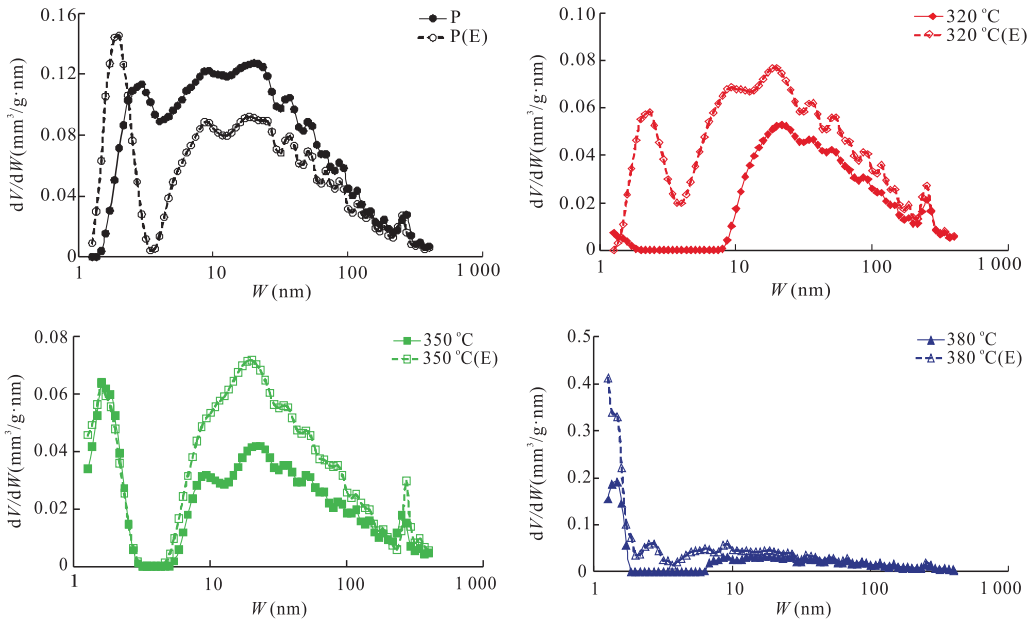 0.16
0.12
0.08
0.04
0
1
10
100
1 000
dV/dW(mm³/g·nm)
W (nm)
P
P(E)
0.10
0.08
0.06
0.04
0.02
0
1
10
100
1 000
dV/dW(mm³/g·nm)
W (nm)
320 °C
320 °C(E)
0.08
0.06
0.04
0.02
0
1
10
100
1 000
dV/dW(mm³/g·nm)
W (nm)
350 °C
350 °C(E)
0.5
0.4
0.3
0.2
0.1
0
1
10
100
1 000
dV/dW(mm³/g·nm)
W (nm)
380 °C
380 °C(E)